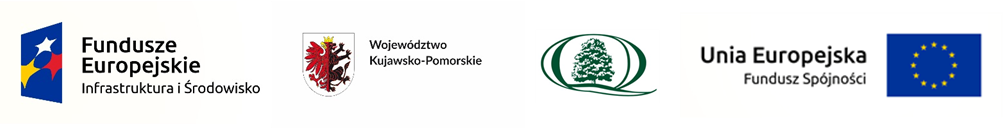 Fundusze
Europejskie
Infrastruktura i Środowisko
Województwo
Kujawsko-Pomorskie
Unia Europejska
Fundusz Spójności